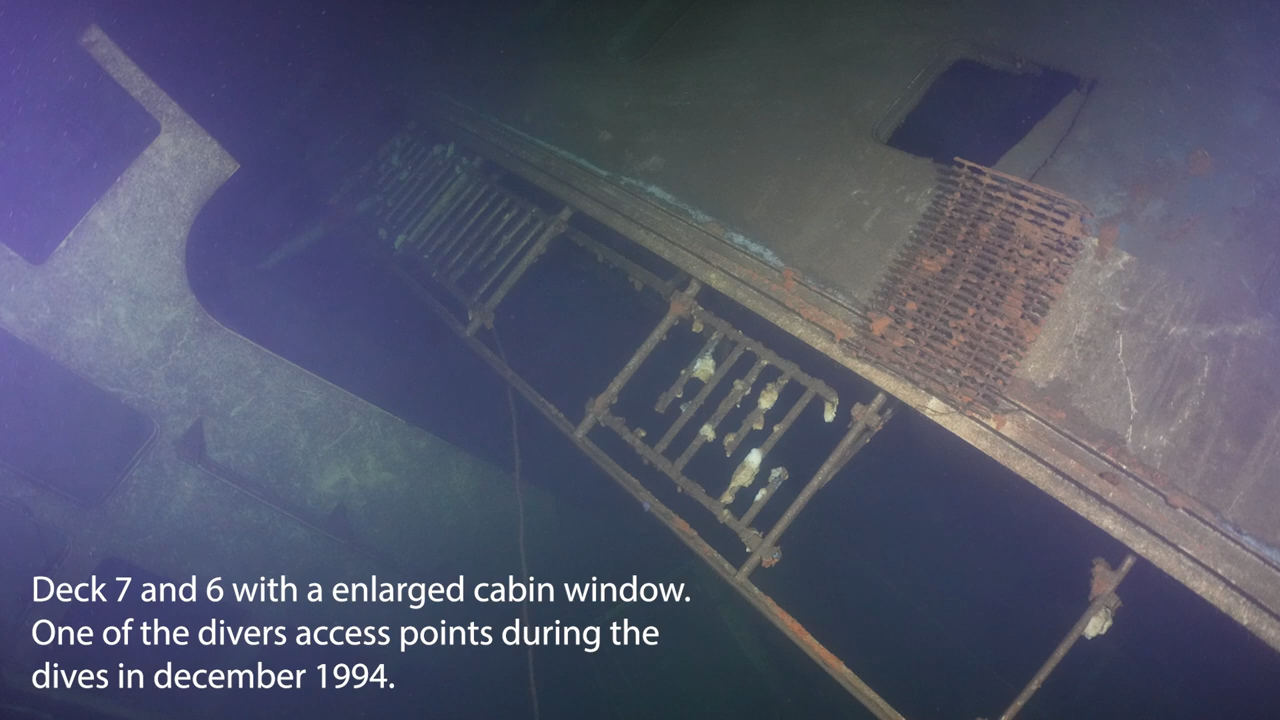 Deck 7 and 6 with a enlarged cabin window.
One of the divers access points during the
dives in december 1994.